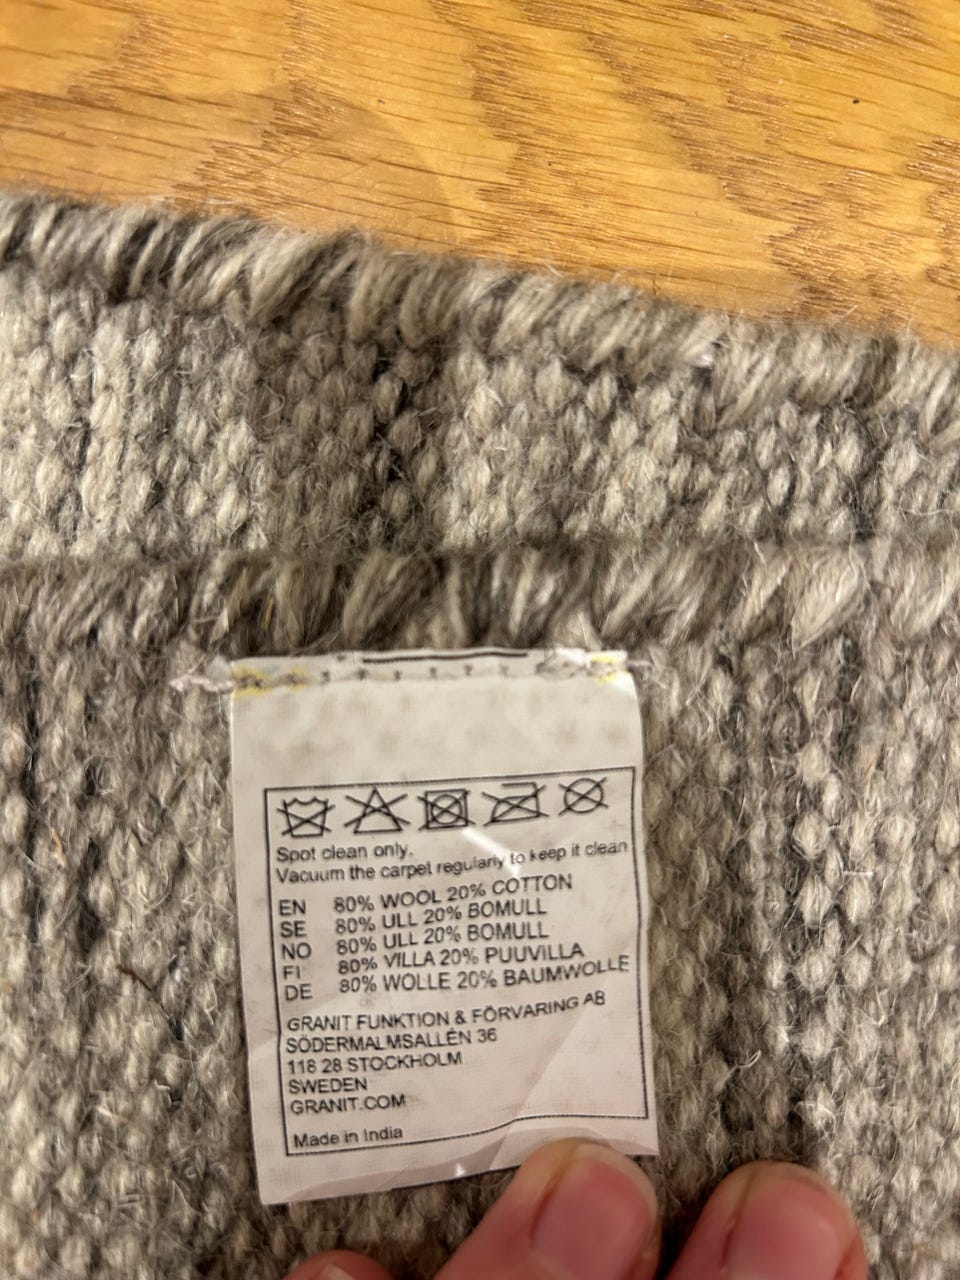 Spot clean only.
Vacuum the carpet regularly to keep it clean
EN 80% WOOL 20% COTTON
SE 80% ULL 20% BOMULL
NO 80% ULL 20% BOMULL
FI 80% VILLA 20% PUUVILLA
DE 80% WOLLE 20% BAUMWOLLE
GRANIT FUNKTION & FÖRVARING AB
SÖDERMALMSALLÉN 36
118 28 STOCKHOLM
SWEDEN
GRANIT.COM
Made in India